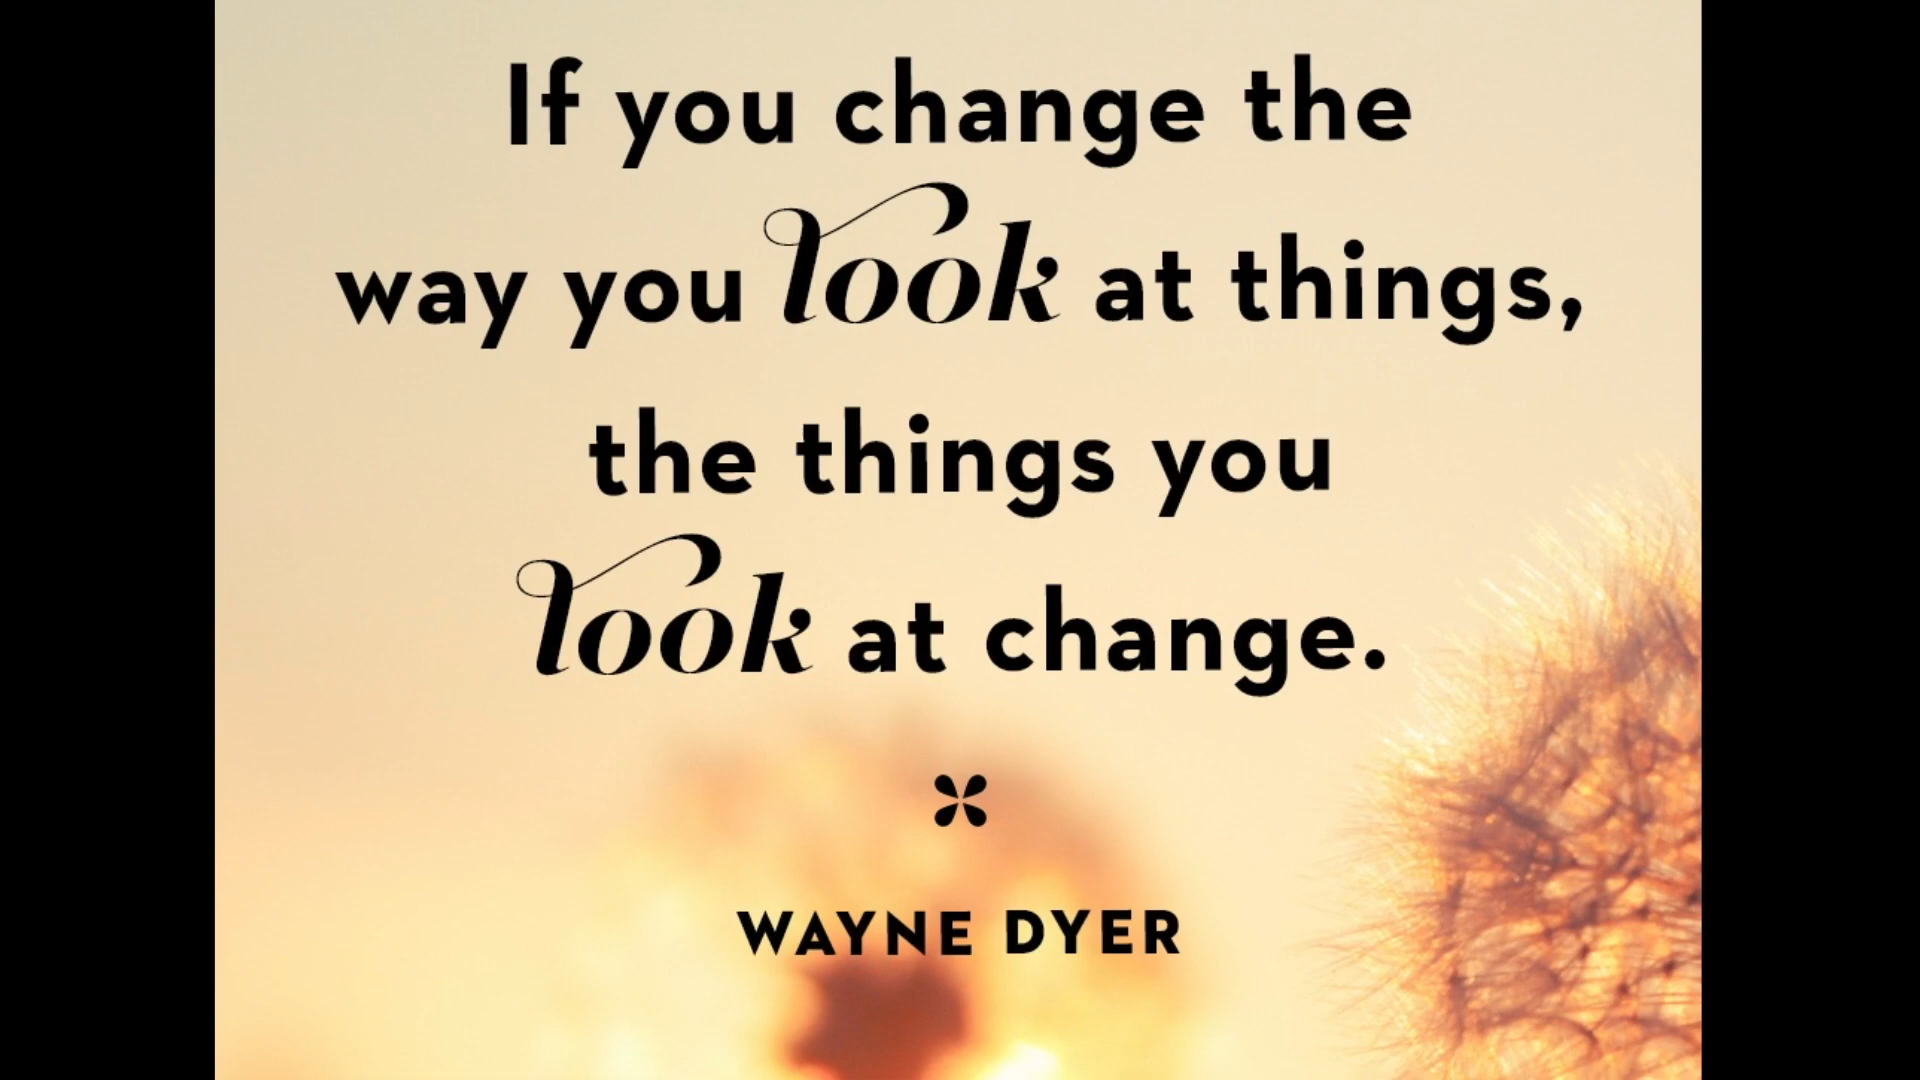 If you change the
way you look at things,
the things you
look at change.
WAYNE DYER